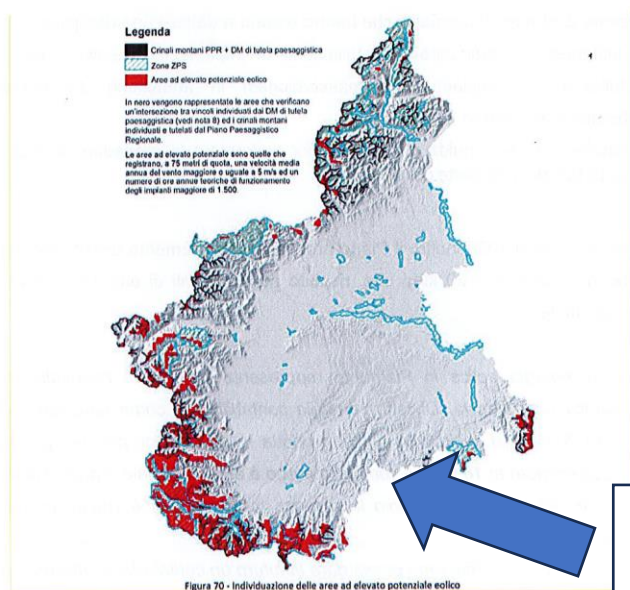 Legenda
Crinali montani PPR + DM di tutela paesaggistica
Zone ZPS
Aree ad elevato potenziale eolico
In nero vengono rappresentate le aree che verificano
un'intersezione tra vincoli individuati dai DM di tutela
paesaggistica (vedi nota 8) ed i crinali montani
individuati e tutelati dal Piano Paesaggistico
Regionale.
Le aree ad elevato potenziale sono quelle che
registrano, a 75 metri di quota, una velocità media
annua del vento maggiore o uguale a 5 m/s ed un
numero di ore annue teoriche di funzionamento
degli impianti maggiore di 1.500.
Figura 70 - Individuazione delle aree ad elevato potenziale eolico